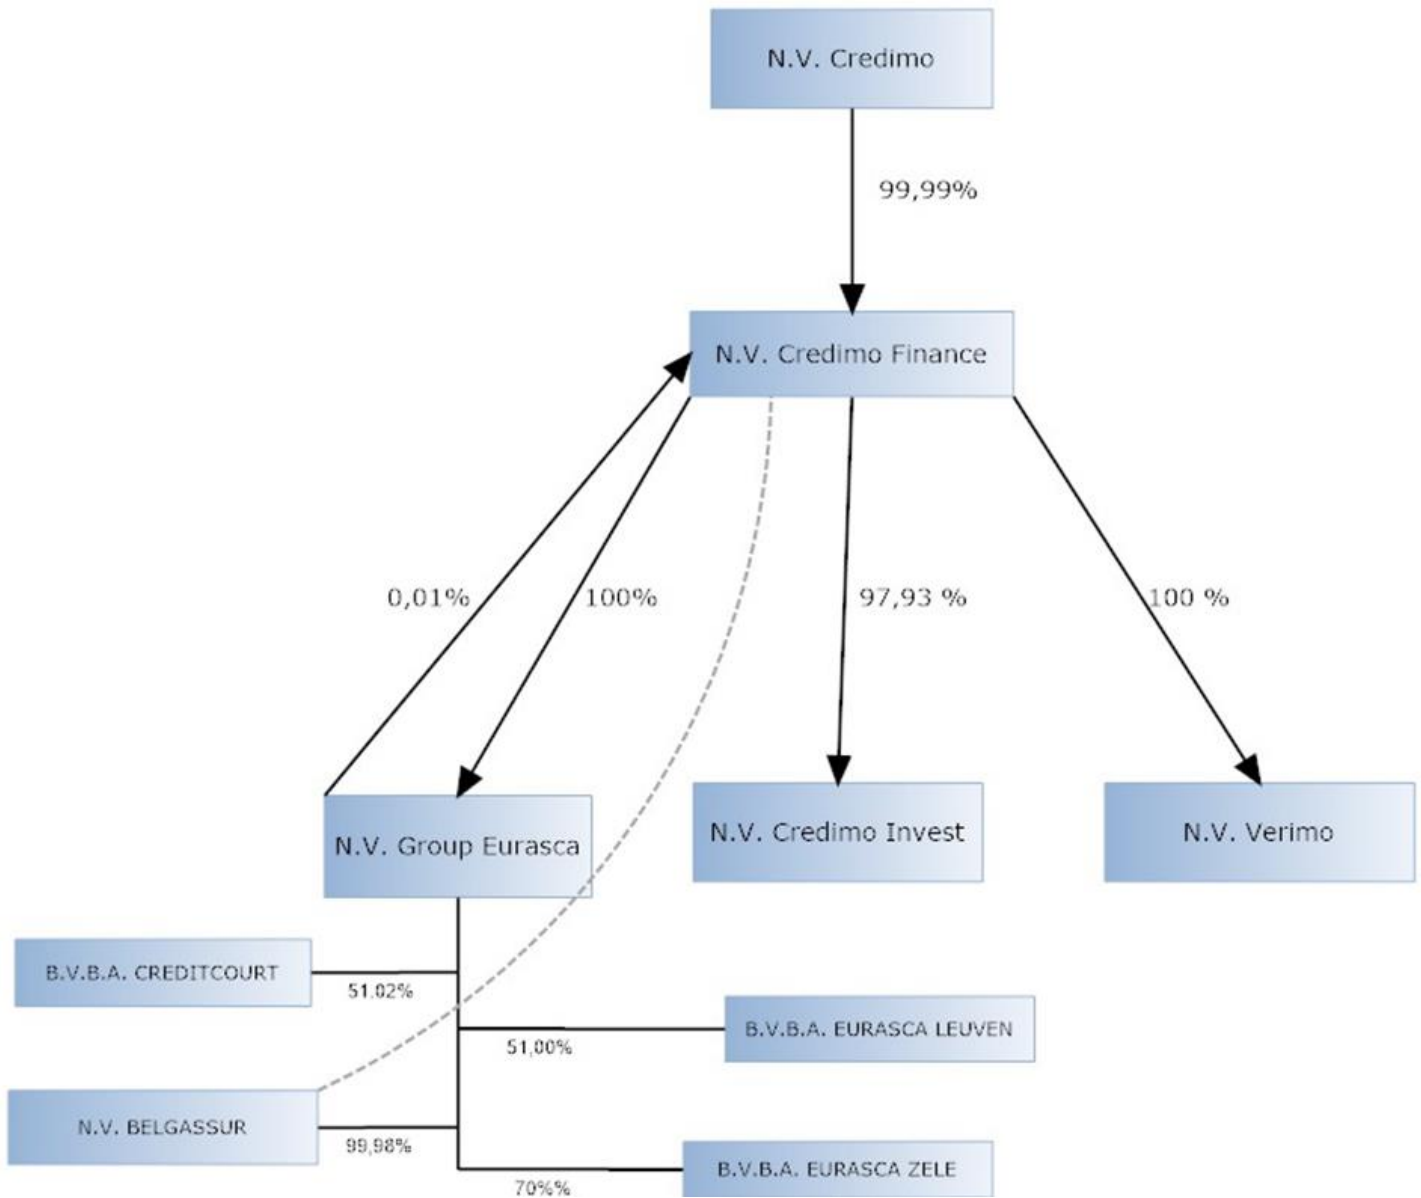 N.V. Credimo
99,99%
N.V. Credimo Finance
0,01%
100%
97,93 %
100 %
N.V. Group Eurasca
N.V. Credimo Invest
N.V. Verimo
B.V.B.A. CREDITCOURT
51.02%
B.V.B.A. EURASCA LEUVEN
51,00%
N.V. BELGASSUR
99,98%
B.V.B.A. EURASCA ZELE
70%%